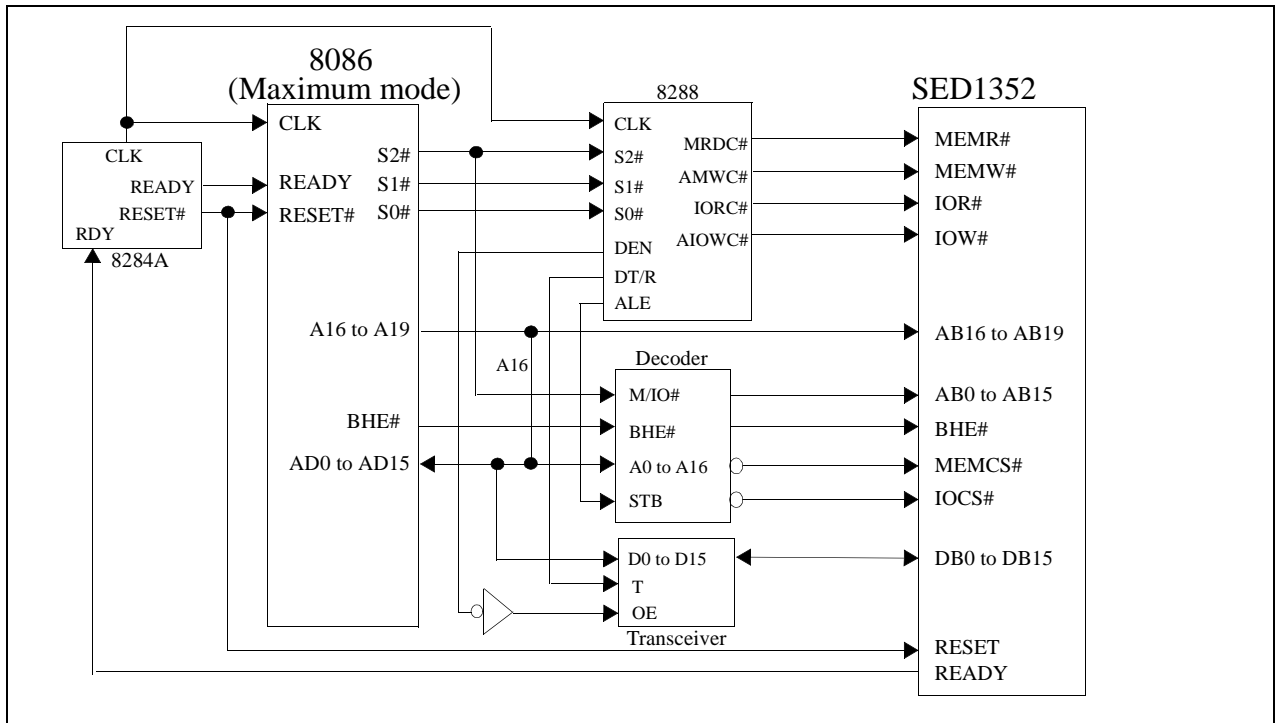 8086
(Maximum mode)
CLK
READY
RESET#
S2#
S1#
S0#
A16 to A19
BHE#
AD0 to AD15
CLK
READY
RESET#
RDY
8284A
8288
CLK
S2#
S1#
S0#
DEN
DT/R
ALE
MRDC#
AMWC#
IORC#
AIOWC#
A16
Decoder
M/IO#
BHE#
A0 to A16
STB
D0 to D15
T
OE
Transceiver
SED1352
MEMR#
MEMW#
IOR#
IOW#
AB16 to AB19
AB0 to AB15
BHE#
MEMCS#
IOCS#
DB0 to DB15
RESET
READY